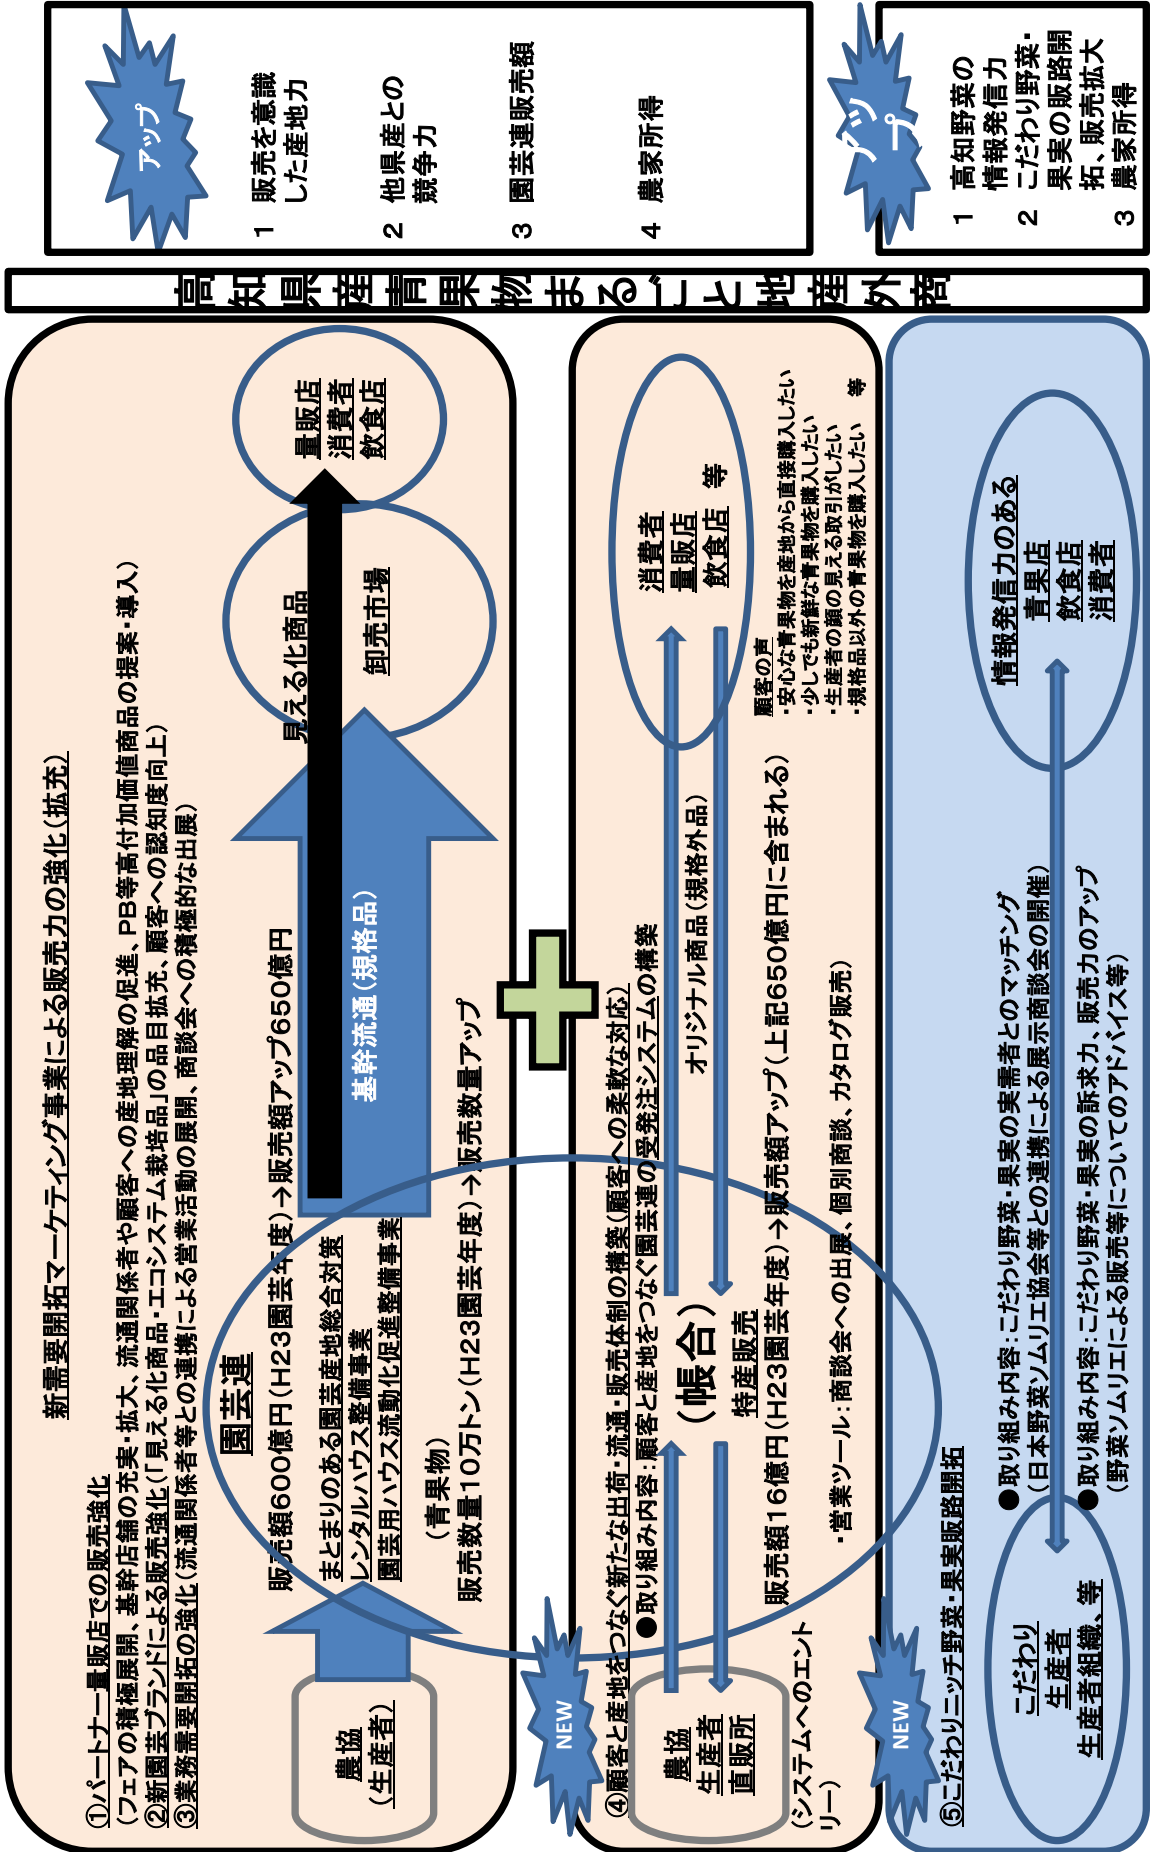 新需要開拓マーケティング事業による販売力の強化(拡充)
①パートナー量販店での販売強化
(フェアの積極展開、基幹店舗の充実・拡大、流通関係者や顧客への産地理解の促進、PB等高付加価値商品の提案・導入)
②新園芸ブランドによる販売強化(「見える化商品・エコシステム栽培品」の品目拡充、顧客への認知度向上)
③業務需要開拓の強化(流通関係者等との連携による営業活動の展開、商談会への積極的な出展)
園芸連
販売額600億円(H23園芸年度)→販売額アップ650億円
まとまりのある園芸産地総合対策
レンタルハウス整備事業
園芸用ハウス流動化促進整備事業
(青果物)
販売数量10万トン(H23園芸年度)→販売数量アップ
農協
(生産者)
基幹流通(規格品)
見える化商品
卸売市場
量販店
消費者
飲食店
NEW
④顧客と産地をつなぐ新たな出荷・流通・販売体制の構築(顧客への柔軟な対応)
●取り組み内容:顧客と産地をつなぐ園芸連の受発注システムの構築
農協
生産者
直販所
(システムへのエント
リー)
(帳合)
特産販売
オリジナル商品(規格外品)
消費者
量販店
飲食店 等
販売額16億円(H23園芸年度)→販売額アップ(上記650億円に含まれる)
・営業ツール:商談会への出展、個別商談、カタログ販売)
顧客の声
・安心な青果物を産地から直接購入したい
・少しでも新鮮な青果物を購入したい
・生産者の顔の見える取引がしたい
・規格品以外の青果物を購入したい 等
NEW
⑤こだわりニッチ野菜・果実販路開拓
●取り組み内容:こだわり野菜・果実の実需者とのマッチング
(日本野菜ソムリエ協会等との連携による展示商談会の開催)
●取り組み内容:こだわり野菜・果実の訴求力、販売力のアップ
(野菜ソムリエによる販売等についてのアドバイス等)
こだわり
生産者
生産者組織、等
情報発信力のある
青果店
飲食店
消費者
高知県産青果物まるごと地産外商
アップ
1 販売を意識
した産地力
2 他県産との
競争力
3 園芸連販売額
4 農家所得
アッ
プ
1 高知野菜の
情報発信力
2 こだわり野菜・
果実の販路開
拓、販売拡大
3 農家所得